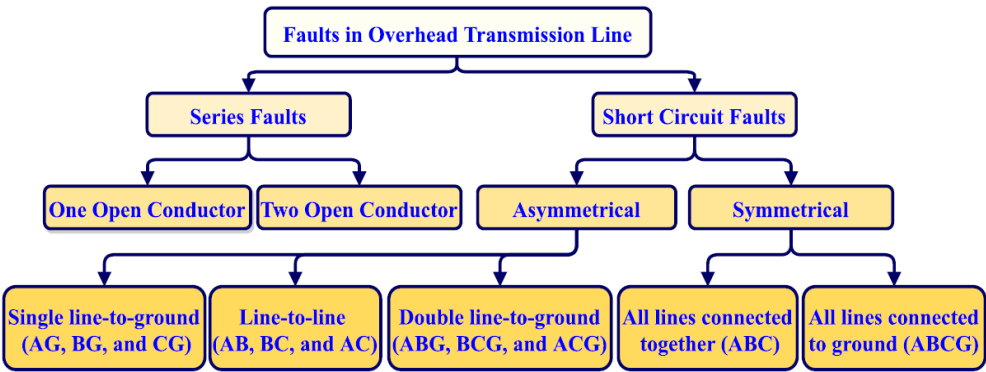 Faults in Overhead Transmission Line
Series Faults
Short Circuit Faults
One Open Conductor
Two Open Conductor
Asymmetrical
Symmetrical
Single line-to-ground
(AG, BG, and CG)
Line-to-line
(AB, BC, and AC)
Double line-to-ground
(ABG, BCG, and ACG)
All lines connected
together (ABC)
All lines connected
to ground (ABCG)